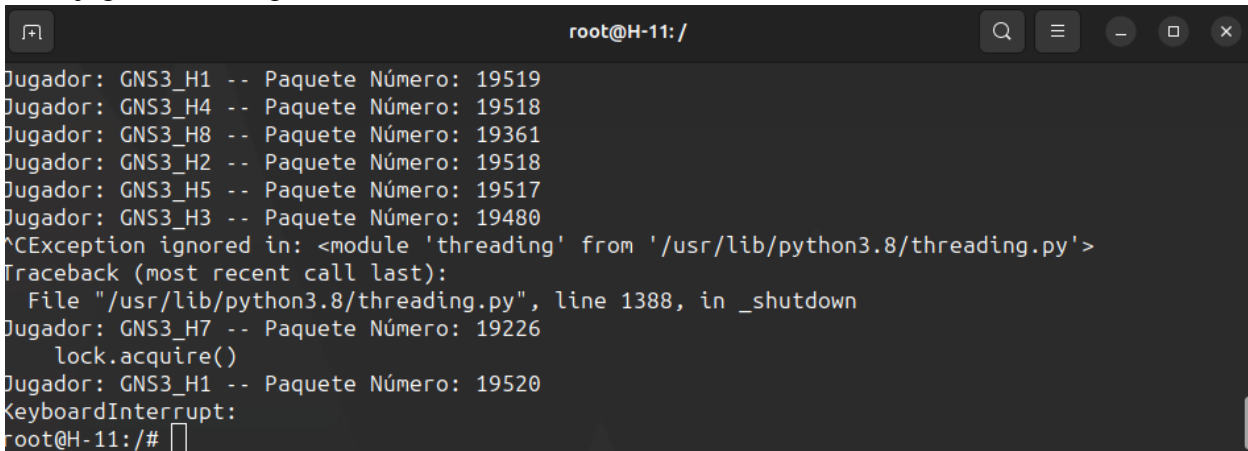 root@H-11: /
Jugador: GNS3_H1 -- Paquete Número: 19519
Jugador: GNS3_H4 -- Paquete Número: 19518
Jugador: GNS3_H8 -- Paquete Número: 19361
Jugador: GNS3_H2 -- Paquete Número: 19518
Jugador: GNS3_H5 -- Paquete Número: 19517
Jugador: GNS3_H3 -- Paquete Número: 19480
^CException ignored in: <module 'threading' from '/usr/lib/python3.8/threading.py'>
Traceback (most recent call last):
  File "/usr/lib/python3.8/threading.py", line 1388, in _shutdown
Jugador: GNS3_H7 -- Paquete Número: 19226
    lock.acquire()
Jugador: GNS3_H1 -- Paquete Número: 19520
KeyboardInterrupt:
root@H-11:/#